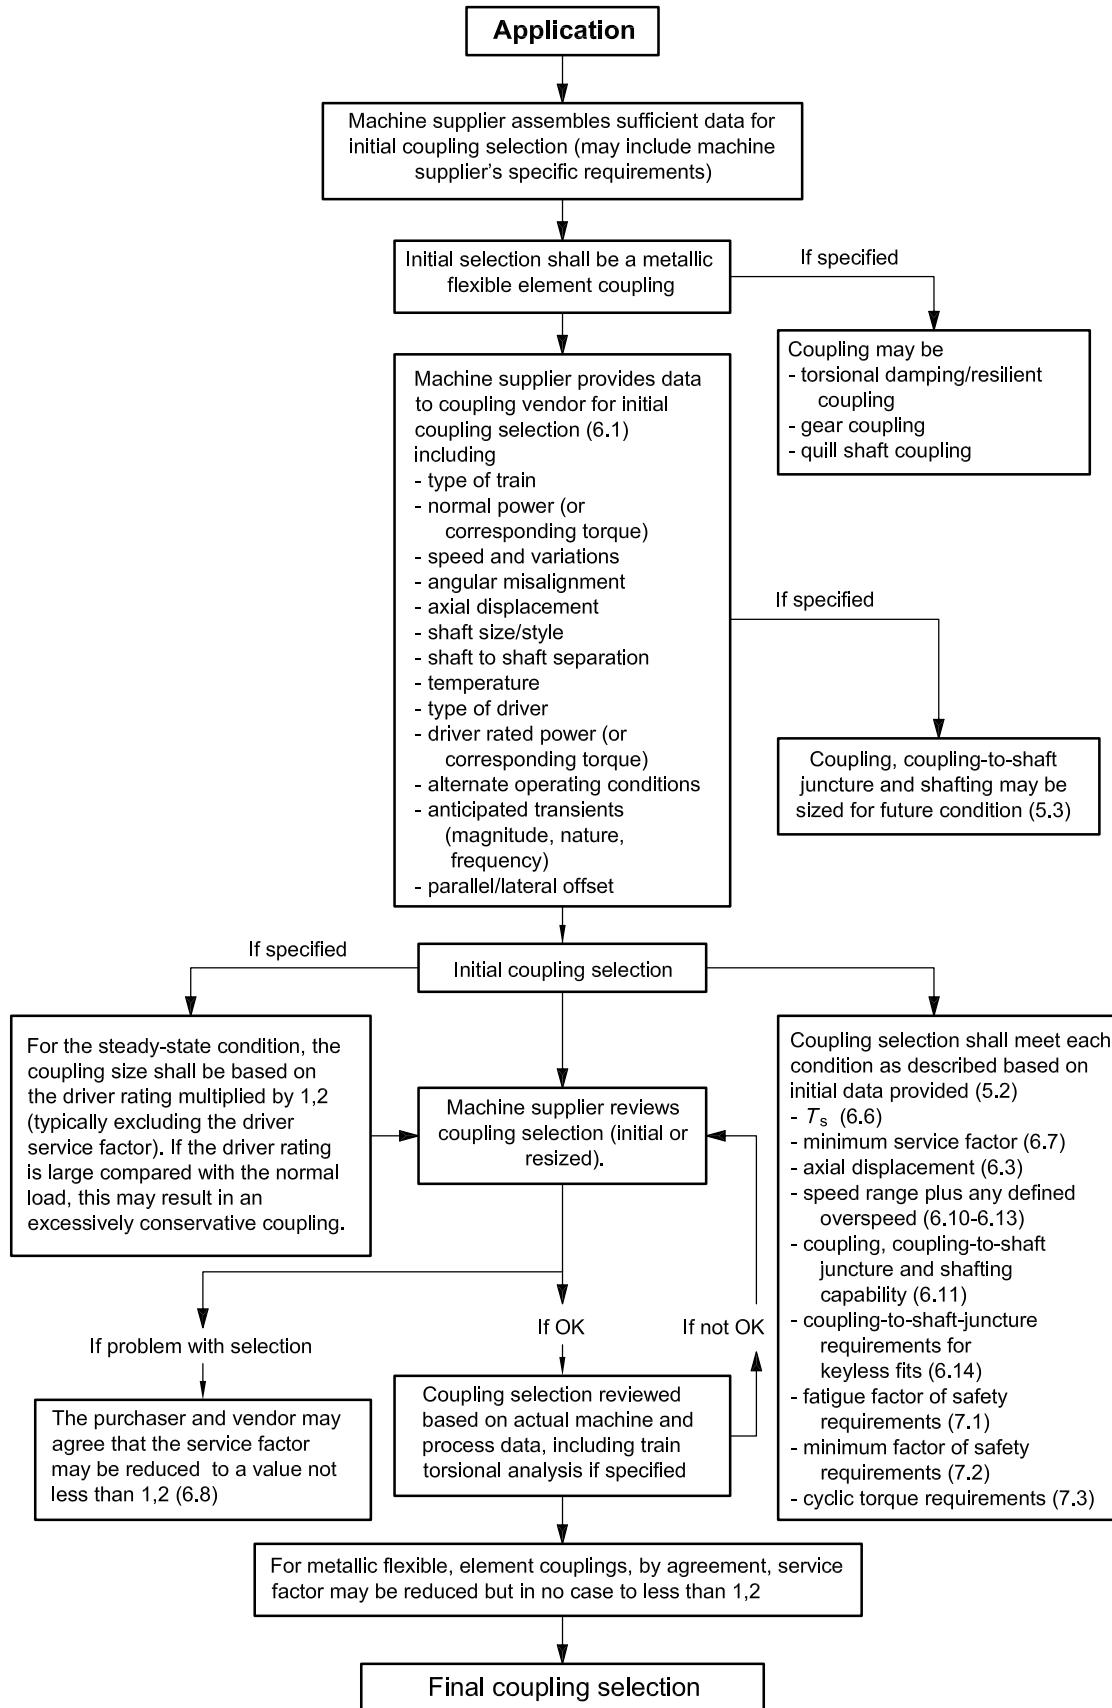 Application
Machine supplier assembles sufficient data for
initial coupling selection (may include machine
supplier's specific requirements)
Initial selection shall be a metallic
flexible element coupling
If specified
Coupling may be
- torsional damping/resilient
coupling
- gear coupling
- quill shaft coupling
Machine supplier provides data
to coupling vendor for initial
coupling selection (6.1)
including
- type of train
- normal power (or
corresponding torque)
- speed and variations
- angular misalignment
- axial displacement
- shaft size/style
- shaft to shaft separation
- temperature
- type of driver
- driver rated power (or
corresponding torque)
- alternate operating conditions
- anticipated transients
(magnitude, nature,
frequency)
- parallel/lateral offset
If specified
Coupling, coupling-to-shaft
juncture and shafting may be
sized for future condition (5.3)
If specified
Initial coupling selection
For the steady-state condition, the
coupling size shall be based on
the driver rating multiplied by 1,2
(typically excluding the driver
service factor). If the driver rating
is large compared with the normal
load, this may result in an
excessively conservative coupling.
Machine supplier reviews
coupling selection (initial or
resized).
Coupling selection shall meet each
condition as described based on
initial data provided (5.2)
- Ts (6.6)
- minimum service factor (6.7)
- axial displacement (6.3)
- speed range plus any defined
overspeed (6.10-6.13)
- coupling, coupling-to-shaft
juncture and shafting
capability (6.11)
- coupling-to-shaft-juncture
requirements for
keyless fits (6.14)
- fatigue factor of safety
requirements (7.1)
- minimum factor of safety
requirements (7.2)
- cyclic torque requirements (7.3)
If problem with selection
If OK
If not OK
The purchaser and vendor may
agree that the service factor
may be reduced to a value not
less than 1,2 (6.8)
Coupling selection reviewed
based on actual machine and
process data, including train
torsional analysis if specified
For metallic flexible, element couplings, by agreement, service
factor may be reduced but in no case to less than 1,2
Final coupling selection